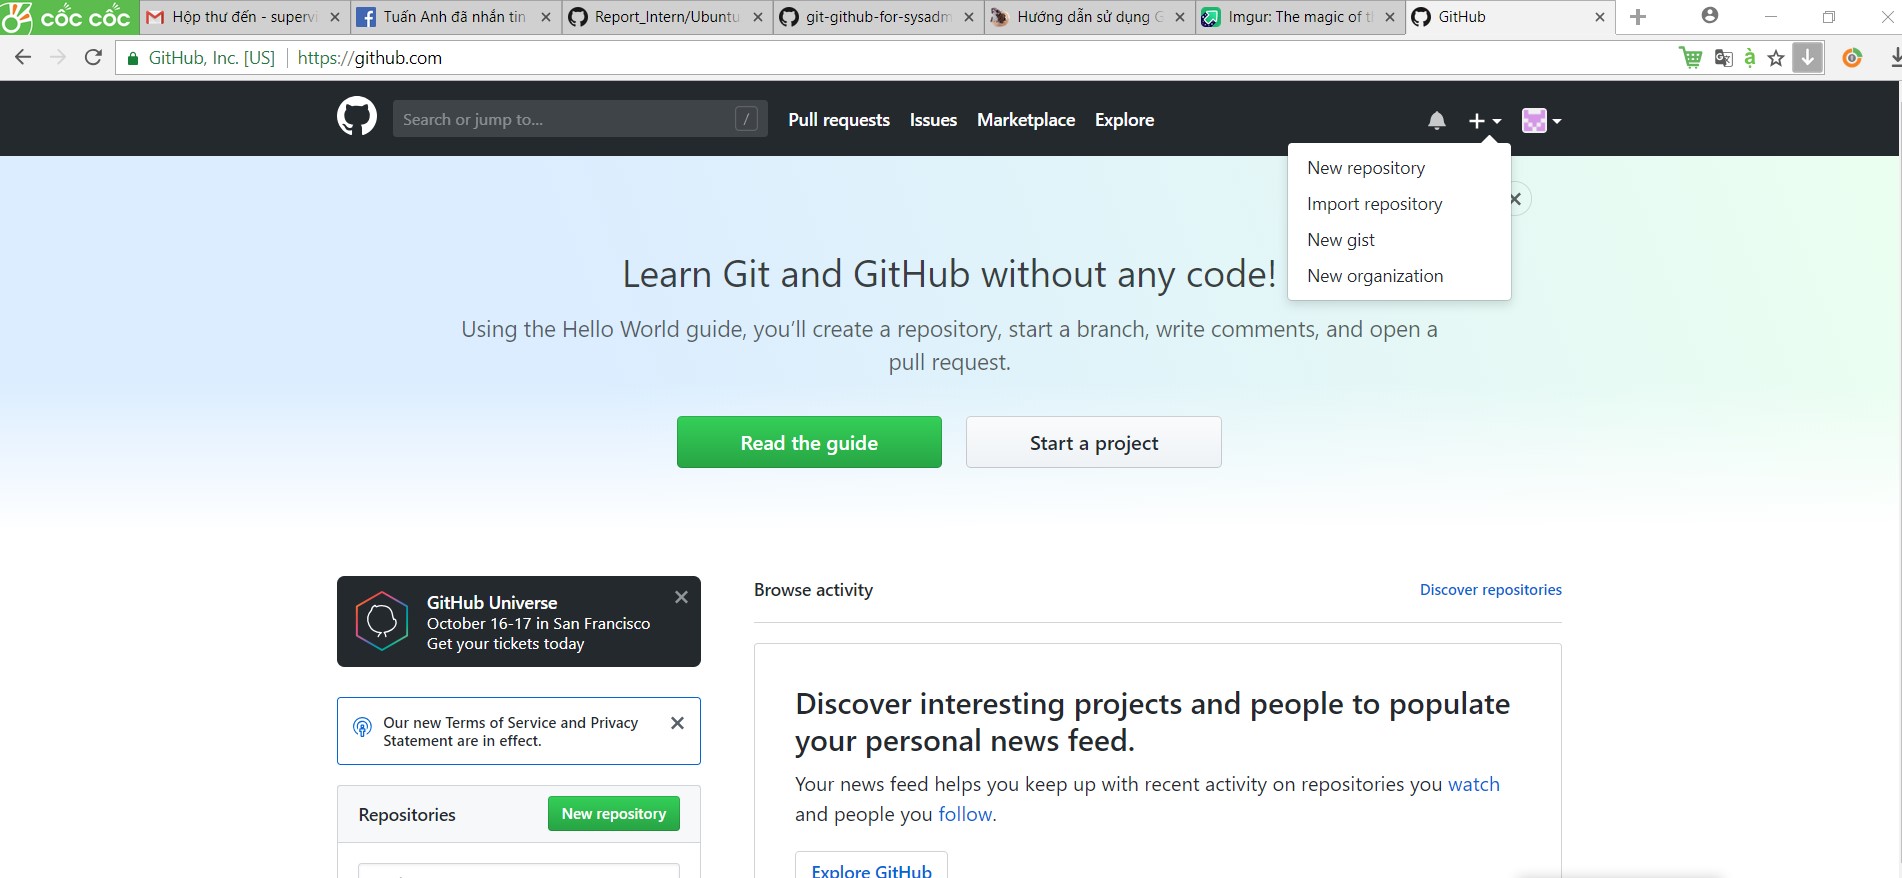 cốc cốc
Hộp thư đến - supervi
Tuấn Anh đã nhắn tin
Report_Intern/Ubuntu
git-github-for-sysadm
Hướng dẫn sử dụng G
Imgur: The magic of t
GitHub
GitHub, Inc. [US]
https://github.com
Search or jump to...
/
Pull requests
Issues
Marketplace
Explore
New repository
Import repository
New gist
New organization
Learn Git and GitHub without any code!
Using the Hello World guide, you’ll create a repository, start a branch, write comments, and open a
pull request.
Read the guide
Start a project
GitHub Universe
October 16-17 in San Francisco
Get your tickets today
Our new Terms of Service and Privacy
Statement are in effect.
Repositories
New repository
Browse activity
Discover repositories
Discover interesting projects and people to populate
your personal news feed.
Your news feed helps you keep up with recent activity on repositories you watch
and people you follow.
Explore GitHub